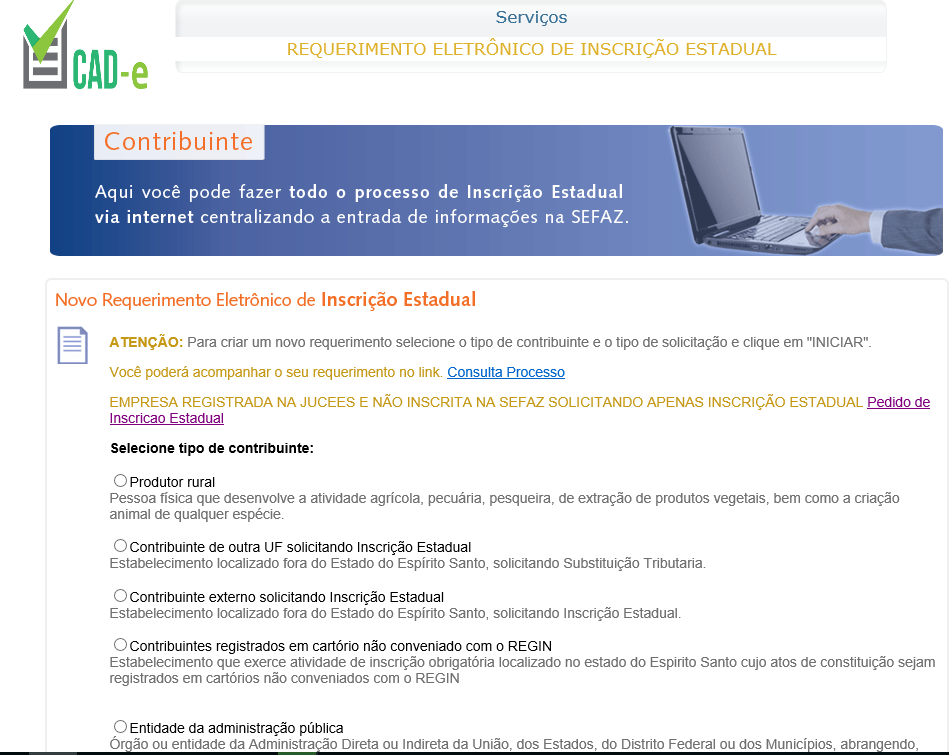 CAD-e
Serviços
REQUERIMENTO ELETRÔNICO DE INSCRIÇÃO ESTADUAL
Contribuinte
Aqui você pode fazer todo o processo de Inscrição Estadual
via internet centralizando a entrada de informações na SEFAZ.
Novo Requerimento Eletrônico de Inscrição Estadual
ATENÇÃO: Para criar um novo requerimento selecione o tipo de contribuinte e o tipo de solicitação e clique em "INICIAR".
Você poderá acompanhar o seu requerimento no link. Consulta Processo
EMPRESA REGISTRADA NA JUCEES E NÃO INSCRITA NA SEFAZ SOLICITANDO APENAS INSCRIÇÃO ESTADUAL Pedido de
Inscricao Estadual
Selecione tipo de contribuinte:
Produtor rural
Pessoa física que desenvolve a atividade agrícola, pecuária, pesqueira, de extração de produtos vegetais, bem como a criação
animal de qualquer espécie.
Contribuinte de outra UF solicitando Inscrição Estadual
Estabelecimento localizado fora do Estado do Espírito Santo, solicitando Substituição Tributaria.
Contribuinte externo solicitando Inscrição Estadual
Estabelecimento localizado fora do Estado do Espírito Santo, solicitando Inscrição Estadual.
Contribuintes registrados em cartório não conveniado com o REGIN
Estabelecimento que exerce atividade de inscrição obrigatória localizado no estado do Espirito Santo cujo atos de constituição sejam
registrados em cartórios não conveniados com o REGIN
Entidade da administração pública
Órgão ou entidade da Administração Direta ou Indireta da União, dos Estados, do Distrito Federal ou dos Municípios, abrangendo,